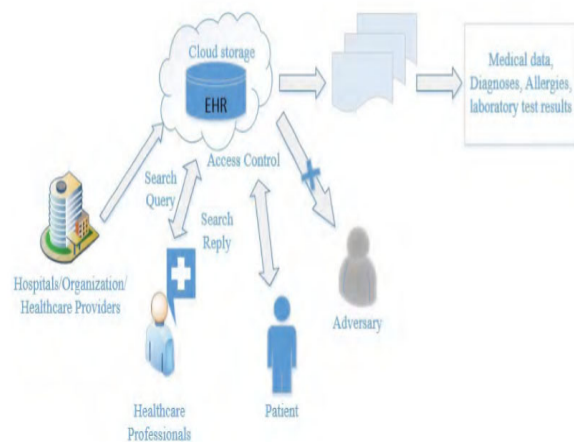 Cloud storage
EHR
Medical data,
Diagnoses, Allergies,
laboratory test results
Access Control
Search
Query
Search
Reply
Hospitals/Organization/
Healthcare Providers
Adversary
Healthcare
Professionals
Patient